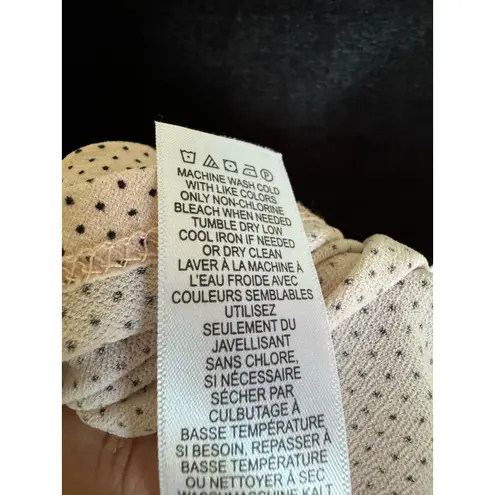 MACHINE WASH COLD
WITH LIKE COLORS
ONLY NON-CHLORINE
BLEACH WHEN NEEDED
TUMBLE DRY LOW
COOL IRON IF NEEDED
OR DRY CLEAN
LAVER À LA MACHINE À
L'EAU FROIDE AVEC
COULEURS SEMBLABLES
UTILISEZ
SEULEMENT DU
JAVELLISANT
SANS CHLORE,
SI NÉCESSAIRE
SÉCHER PAR
CULBUTAGE À
BASSE TEMPÉRATURE
SI BESOIN, REPASSER À
BASSE TEMPÉRATURE
OU NETTOYER À SEC
WASCHMASCHINE KALT